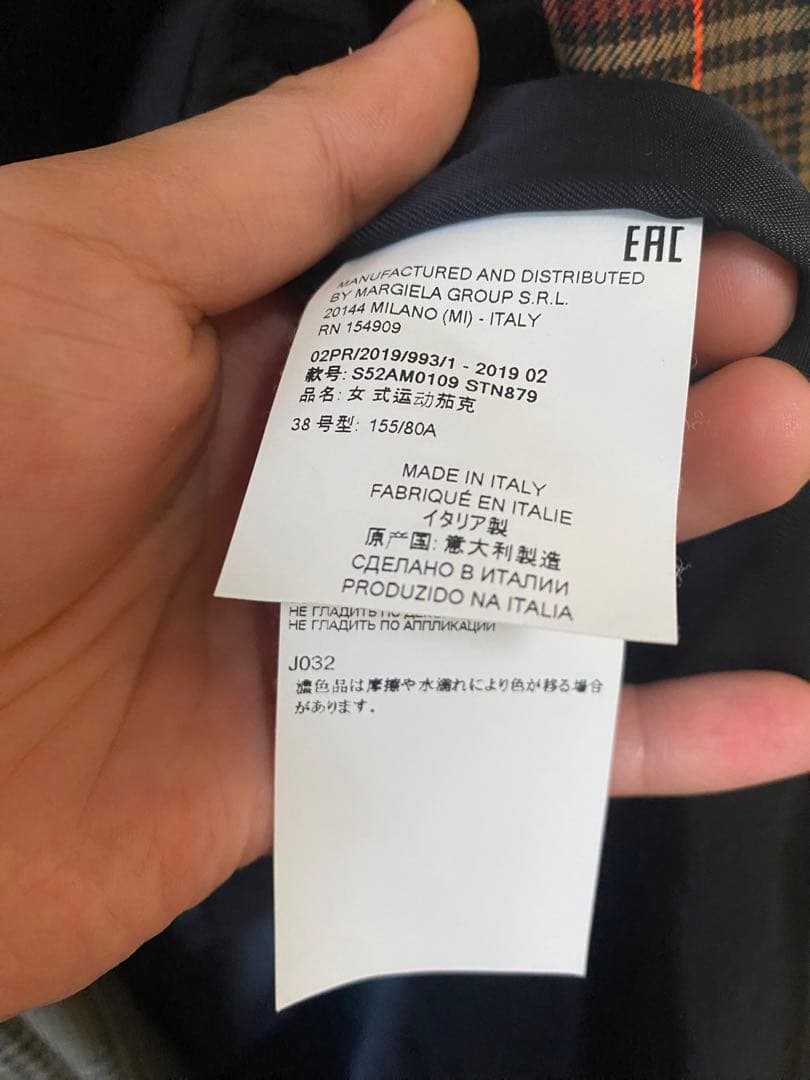 EAC
MANUFACTURED AND DISTRIBUTED
BY MARGIELA GROUP S.R.L.
20144 MILANO (MI) - ITALY
RN 154909
02PR/2019/993/1 - 2019 02
款号: S52AM0109 STN879
品名: 女 式运动茄克
38 号型: 155/80A
MADE IN ITALY
FABRIQUÉ EN ITALIE
イタリア製
原产国: 意大利製造
СДЕЛАНО В ИТАЛИИ
PRODUZIDO NA ITALIA
НЕ ГЛАДИТЬ ПО
НЕ ГЛАДИТЬ ПО АППЛИКАЦИИ
J032
濃色品は摩擦や水濡れにより色が移る場合
があります。